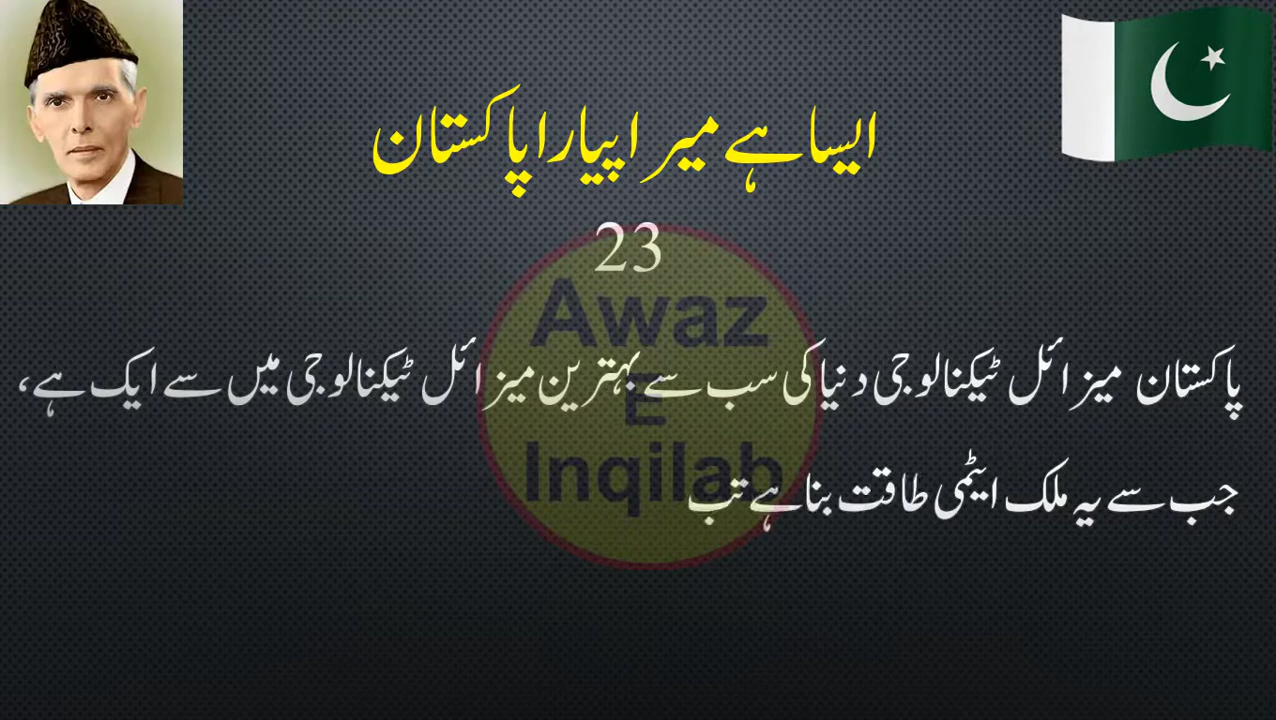 ایسا ہے میرا پیارا پاکستان
23
Awaz
E
Inqilab
پاکستان میزائل ٹیکنالوجی دنیا کی سب سے بہترین میزائل ٹیکنالوجی میں سے ایک ہے،
جب سے یہ ملک ایٹمی طاقت بنا ہے تب